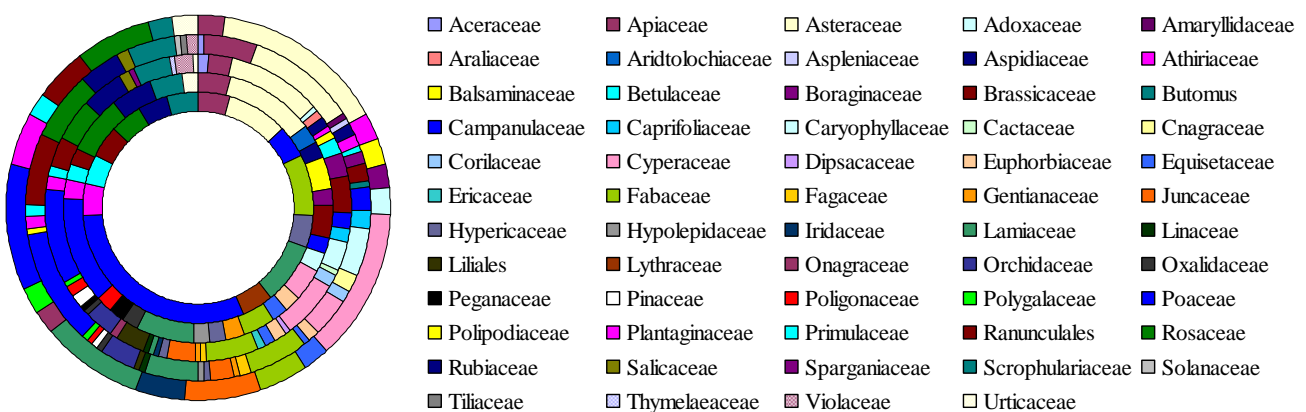 Aceraceae Apiaceae Asteraceae Adoxaceae Amaryllidaceae
Araliaceae Aridtolochiaceae Aspleniaceae Aspidiaceae Athiriaceae
Balsaminaceae Betulaceae Boraginaceae Brassicaceae Butomus
Campanulaceae Caprifoliaceae Caryophyllaceae Cactaceae Cnagraceae
Corilaceae Cyperaceae Dipsacaceae Euphorbiaceae Equisetaceae
Ericaceae Fabaceae Fagaceae Gentianaceae Juncaceae
Hypericaceae Hypolepidaceae Iridaceae Lamiaceae Linaceae
Liliales Lythraceae Onagraceae Orchidaceae Oxalidaceae
Peganaceae Pinaceae Poligonaceae Polygalaceae Poaceae
Polipodiaceae Plantaginaceae Primulaceae Ranunculales Rosaceae
Rubiaceae Salicaceae Sparganiaceae Scrophulariaceae Solanaceae
Tiliaceae Thymelaeaceae Violaceae Urticaceae